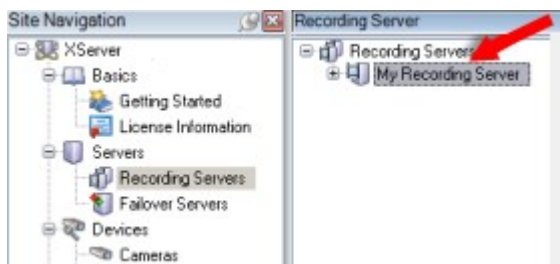 Site Navigation
XServer
Basics
Getting Started
License Information
Servers
Recording Servers
Failover Servers
Devices
Cameras
Recording Server
Recording Servers
My Recording Server